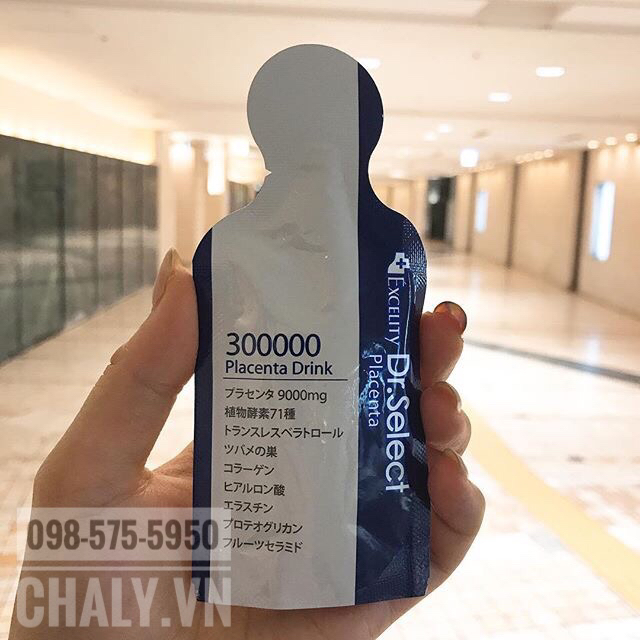 300000
Placenta Drink
プラセンタ 9000mg
植物酵素71種
トランスレスベラトロール
ツバメの巣
コラーゲン
ヒアルロン酸
エラスチン
プロテオグリカン
フルーツセラミド
EXCELITY
Dr.Select
Placenta
098-575-5950
CHALY.VN